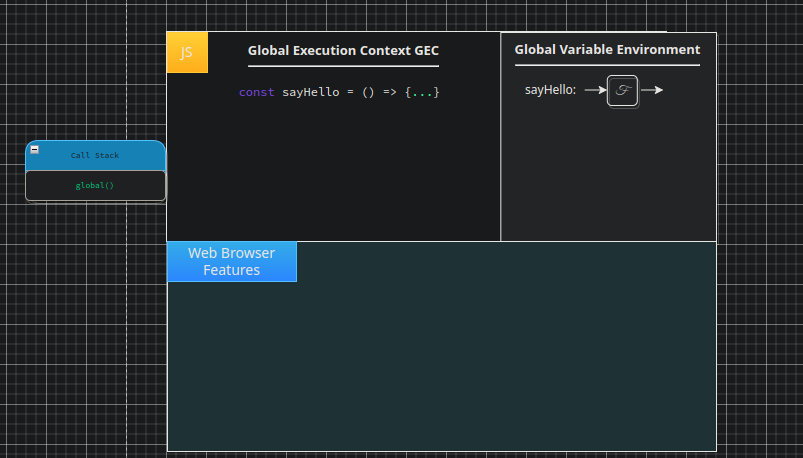 JS
Global Execution Context GEC
const sayHello = () => {...}
Global Variable Environment
sayHello:
ℱ
Call Stack
global()
Web Browser
Features